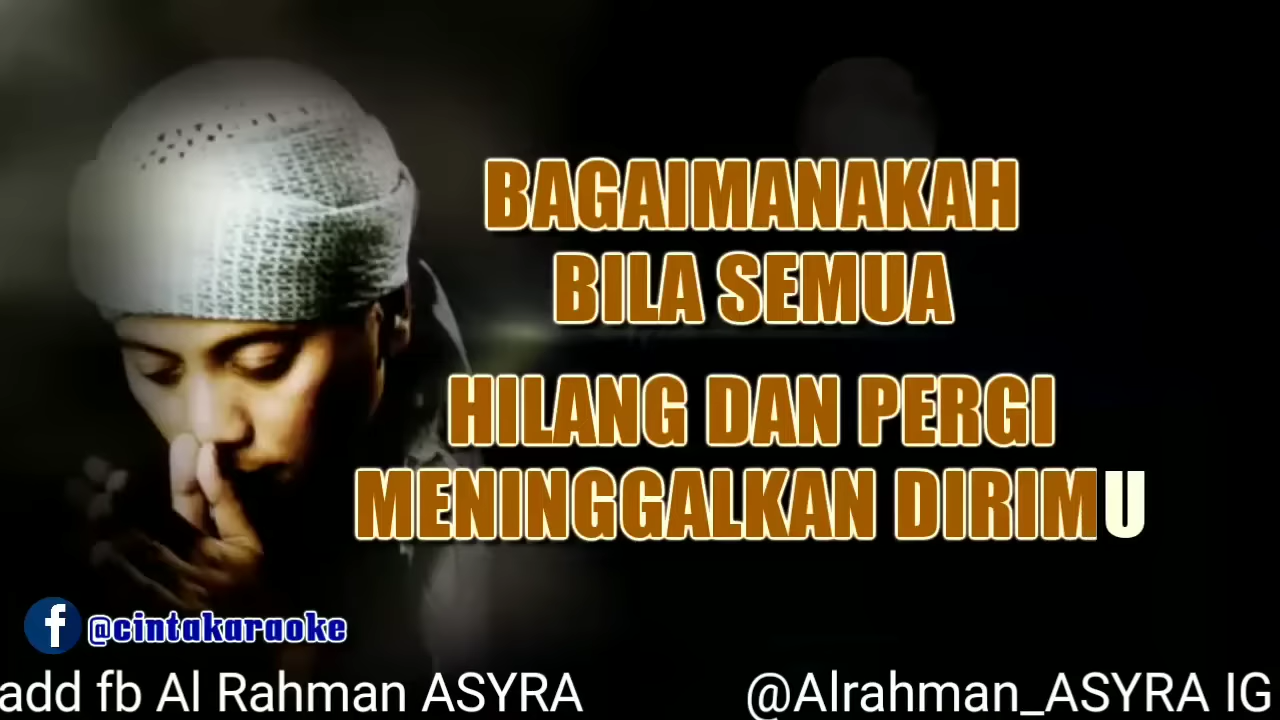 BAGAIMANAKAH
BILA SEMUA
HILANG DAN PERGI
MENINGGALKAN DIRIMU
f @cintakaraoke
add fb Al Rahman ASYRA
@Alrahman_ASYRA IG